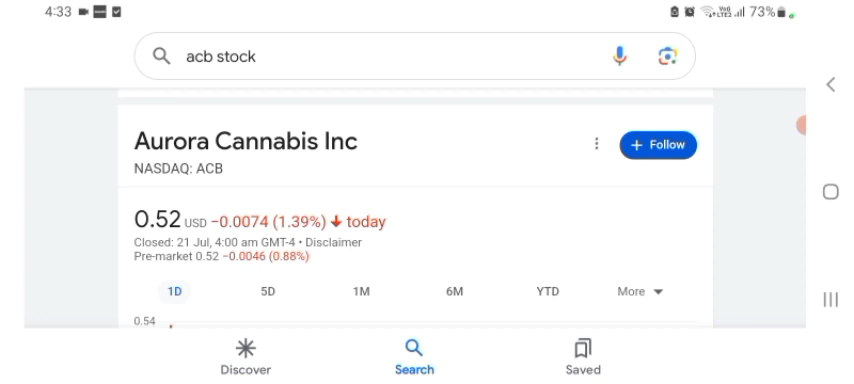 4:33
73%
acb stock
Aurora Cannabis Inc
+ Follow
NASDAQ: ACB
0.52 USD −0.0074 (1.39%) ↓ today
Closed: 21 Jul, 4:00 am GMT-4 • Disclaimer
Pre-market 0.52 −0.0046 (0.88%)
1D 5D 1M 6M YTD More
0.54
Discover Search Saved